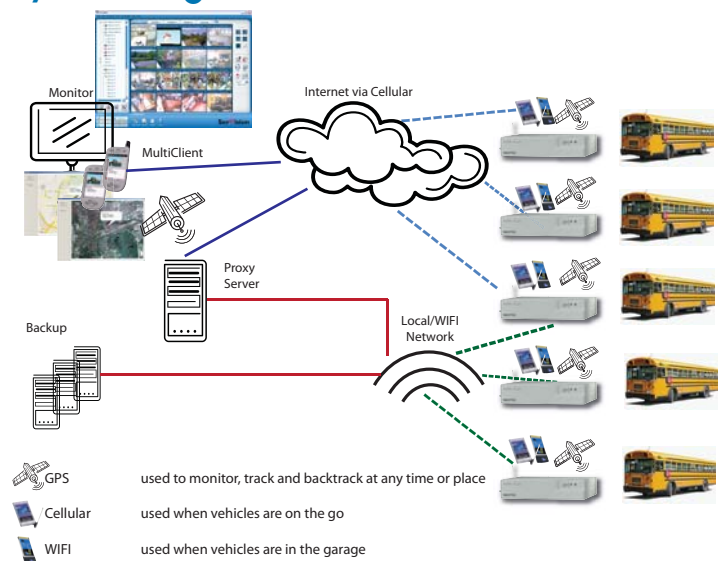 Monitor
Internet via Cellular
MultiClient
Proxy
Server
Local/WIFI
Network
Backup
GPS used to monitor, track and backtrack at any time or place
Cellular used when vehicles are on the go
WIFI used when vehicles are in the garage